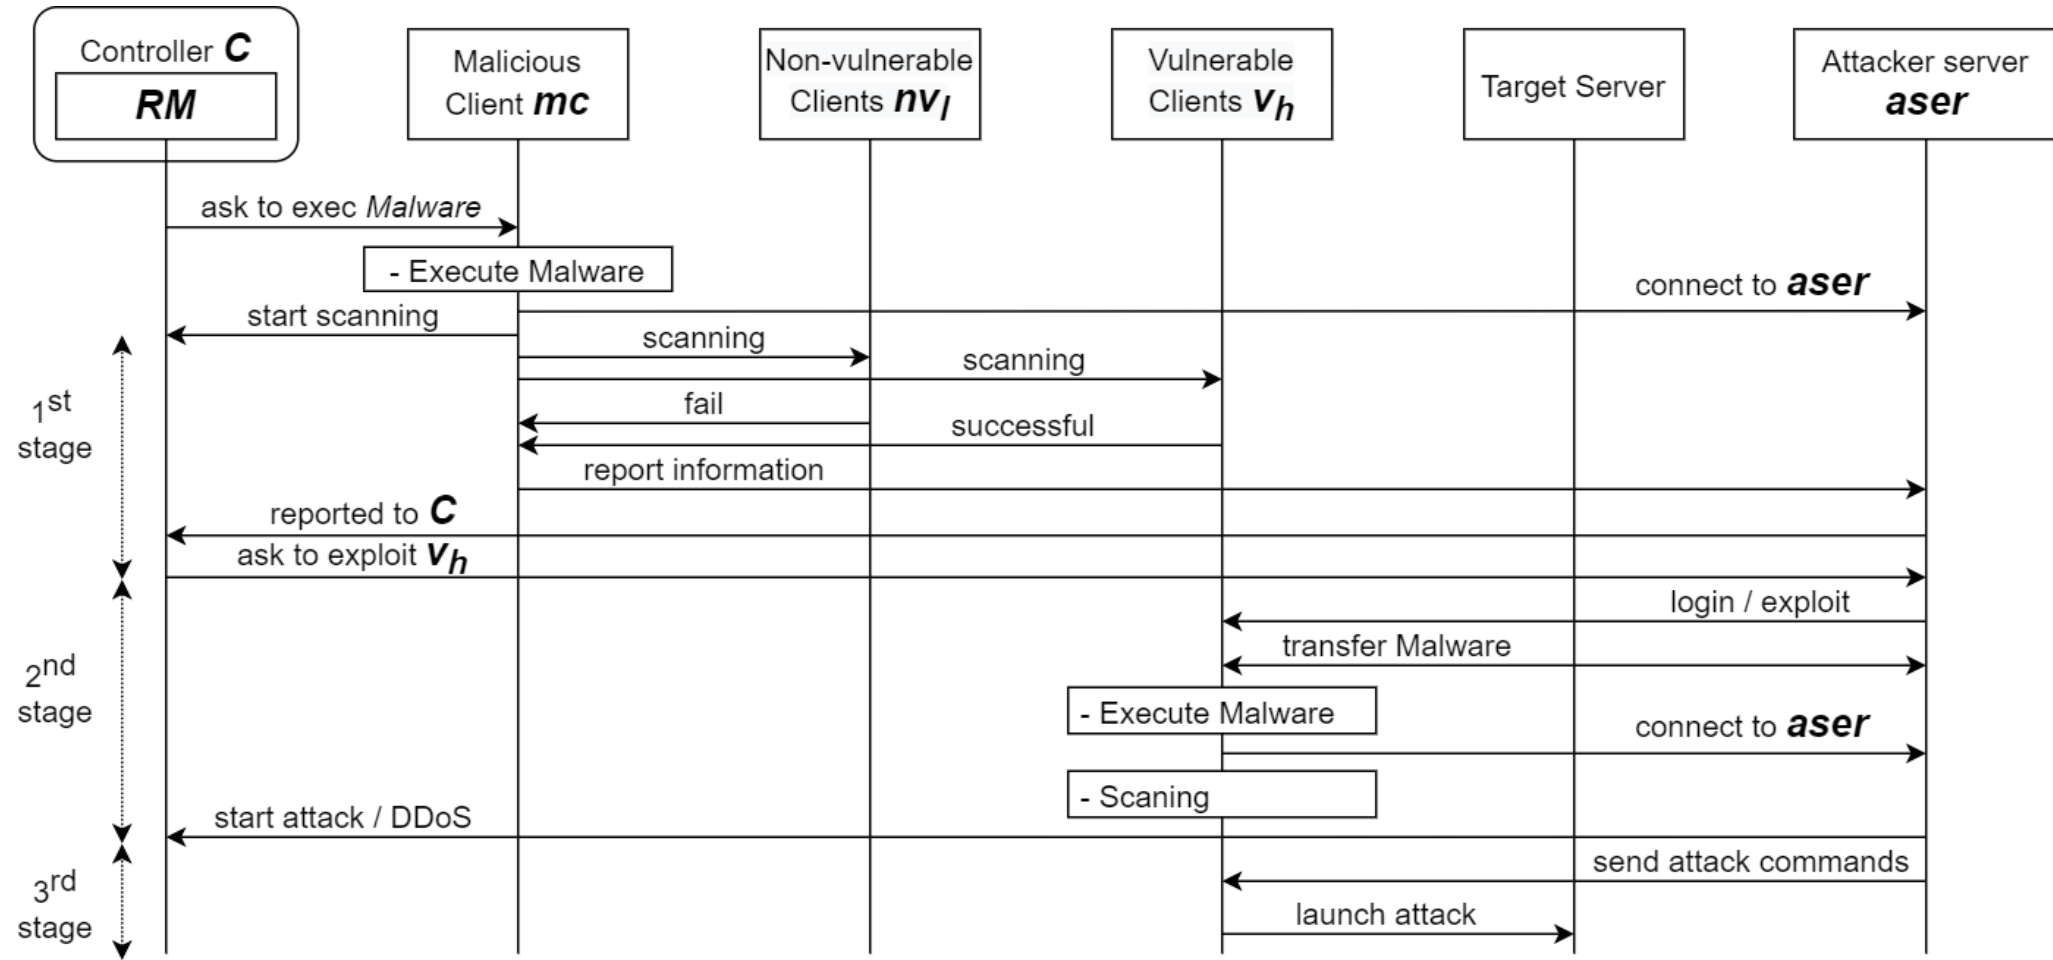 Controller C
RM
Malicious
Client mc
Non-vulnerable
Clients nvl
Vulnerable
Clients vh
Target Server
Attacker server
aser
ask to exec Malware
- Execute Malware
connect to aser
start scanning
scanning
scanning
fail
successful
report information
reported to C
ask to exploit vh
1st
stage
login / exploit
transfer Malware
- Execute Malware
connect to aser
- Scaning
start attack / DDoS
2nd
stage
send attack commands
launch attack
3rd
stage